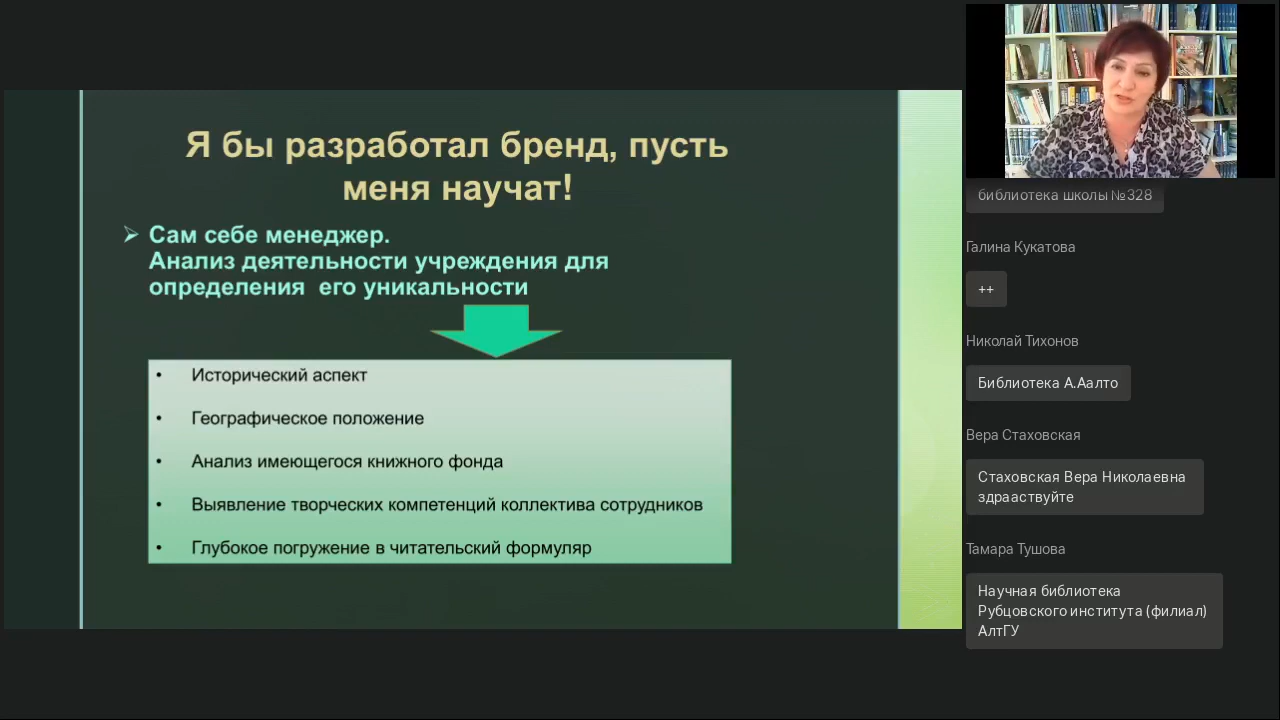 Я бы разработал бренд, пусть
меня научат!
Сам себе менеджер.
Анализ деятельности учреждения для
определения его уникальности
• Исторический аспект
• Географическое положение
• Анализ имеющегося книжного фонда
• Выявление творческих компетенций коллектива сотрудников
• Глубокое погружение в читательский формуляр
библиотека школы №328
Галина Кукатова
++
Николай Тихонов
Библиотека А.Аалто
Вера Стаховская
Стаховская Вера Николаевна
здрааствуйте
Тамара Тушова
Научная библиотека
Рубцовского института (филиал)
АлтГУ